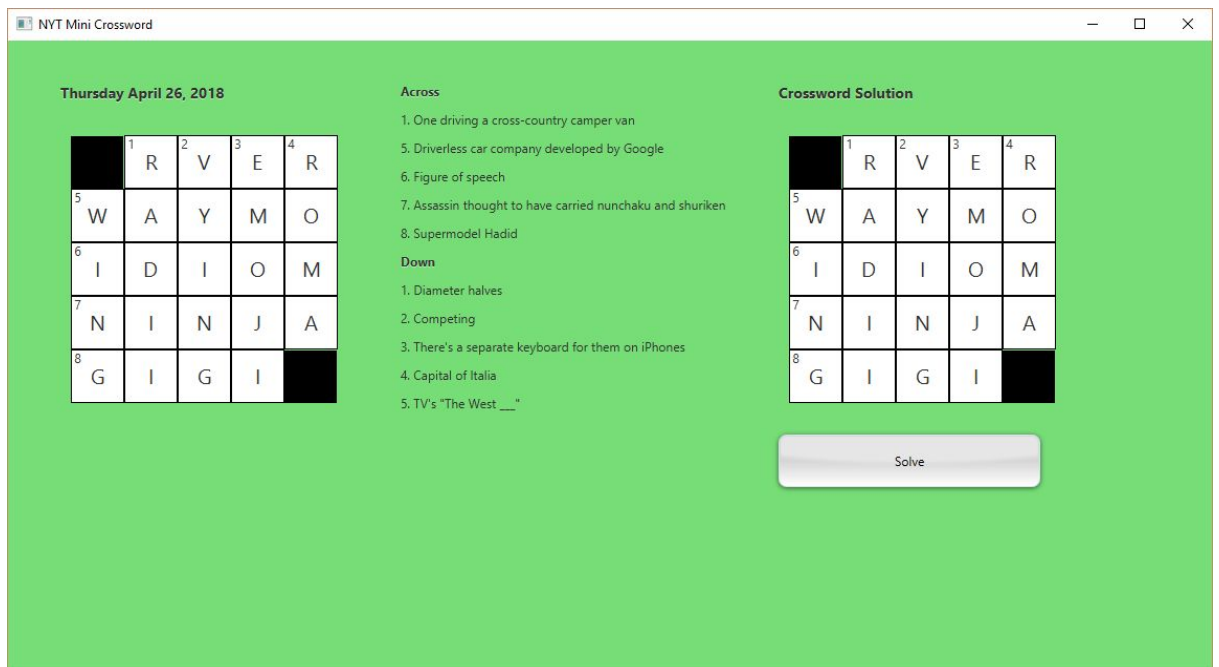 NYT Mini Crossword
Thursday April 26, 2018
1 R 2 V 3 E 4 R
5 W A Y M O
6 I D I O M
7 N I N J A
8 G I G I
Across
1. One driving a cross-country camper van
5. Driverless car company developed by Google
6. Figure of speech
7. Assassin thought to have carried nunchaku and shuriken
8. Supermodel Hadid
Down
1. Diameter halves
2. Competing
3. There's a separate keyboard for them on iPhones
4. Capital of Italia
5. TV's "The West ___"
Crossword Solution
1 R 2 V 3 E 4 R
5 W A Y M O
6 I D I O M
7 N I N J A
8 G I G I
Solve